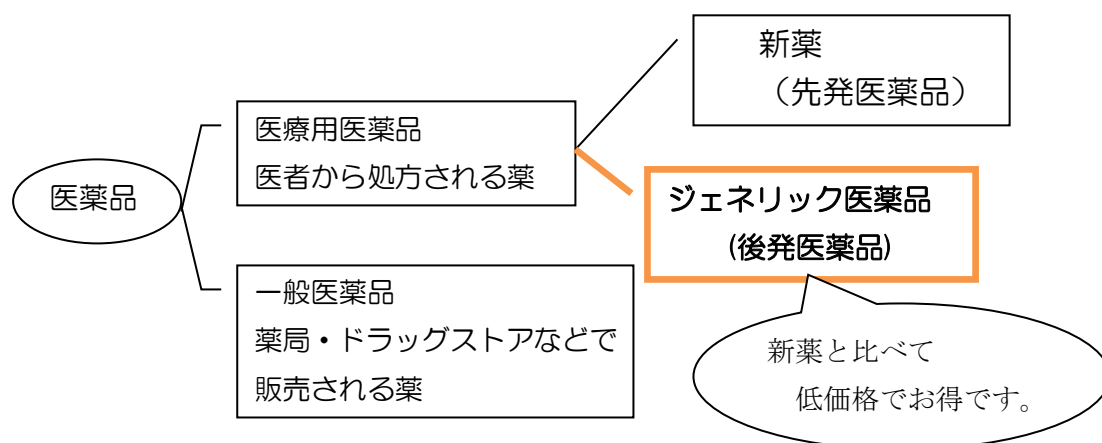 医薬品
医療用医薬品
医者から処方される薬
新薬
（先発医薬品）
ジェネリック医薬品
(後発医薬品)
新薬と比べて
低価格でお得です。
一般医薬品
薬局・ドラッグストアなどで
販売される薬